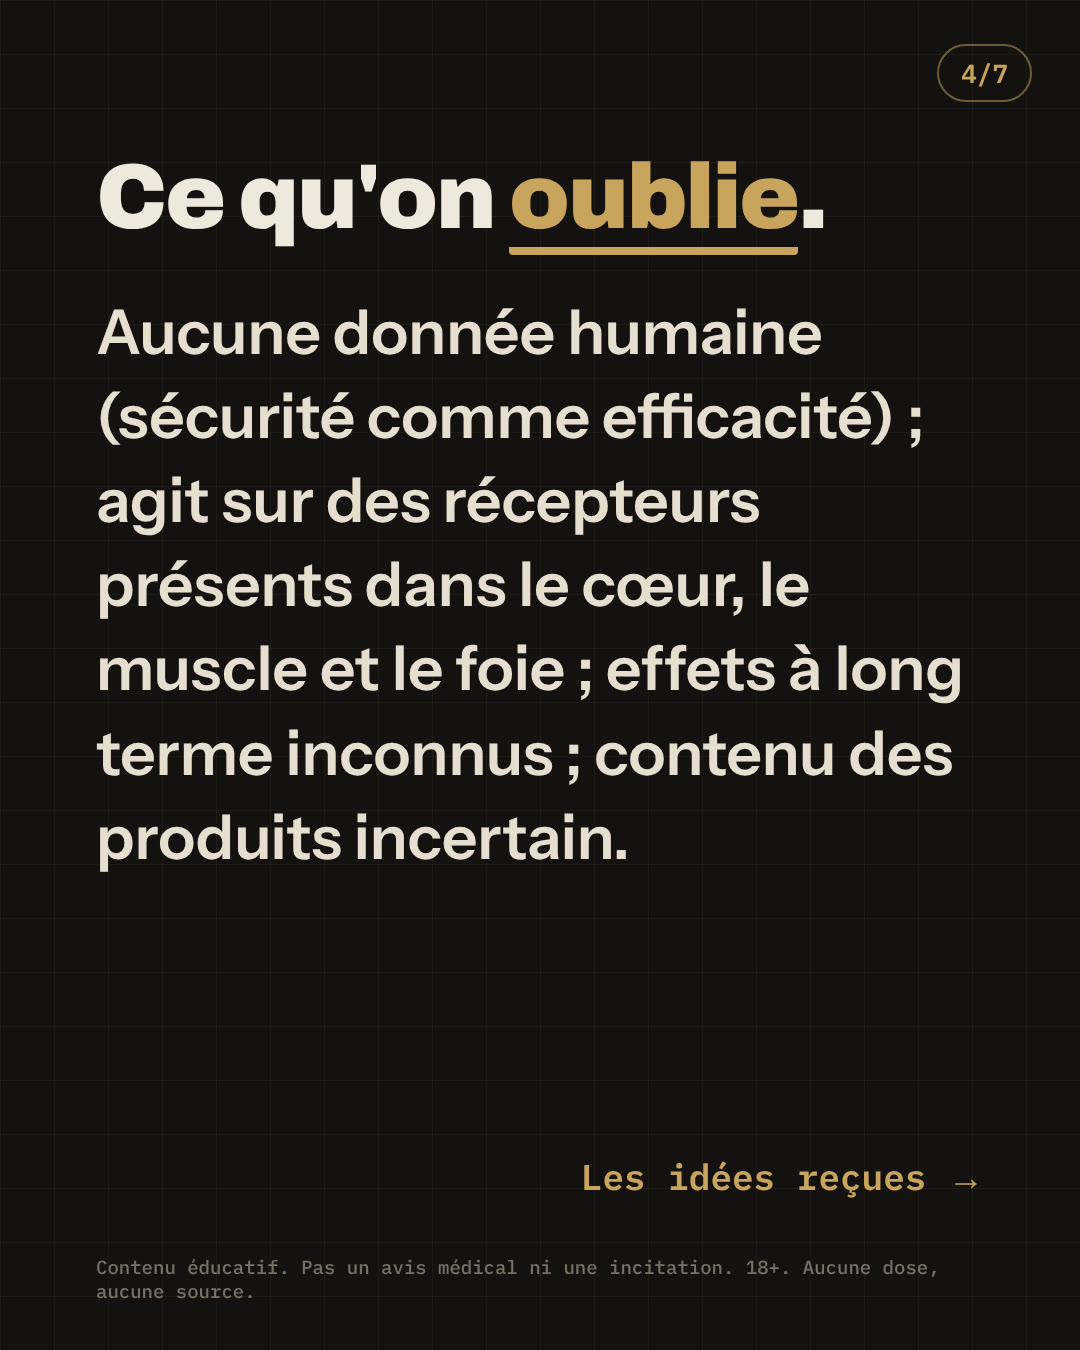 4/7
Ce qu'on oublie.
Aucune donnée humaine
(sécurité comme efficacité) ;
agit sur des récepteurs
présents dans le cœur, le
muscle et le foie ; effets à long
terme inconnus ; contenu des
produits incertain.
Les idées reçues →
Contenu éducatif. Pas un avis médical ni une incitation. 18+. Aucune dose,
aucune source.